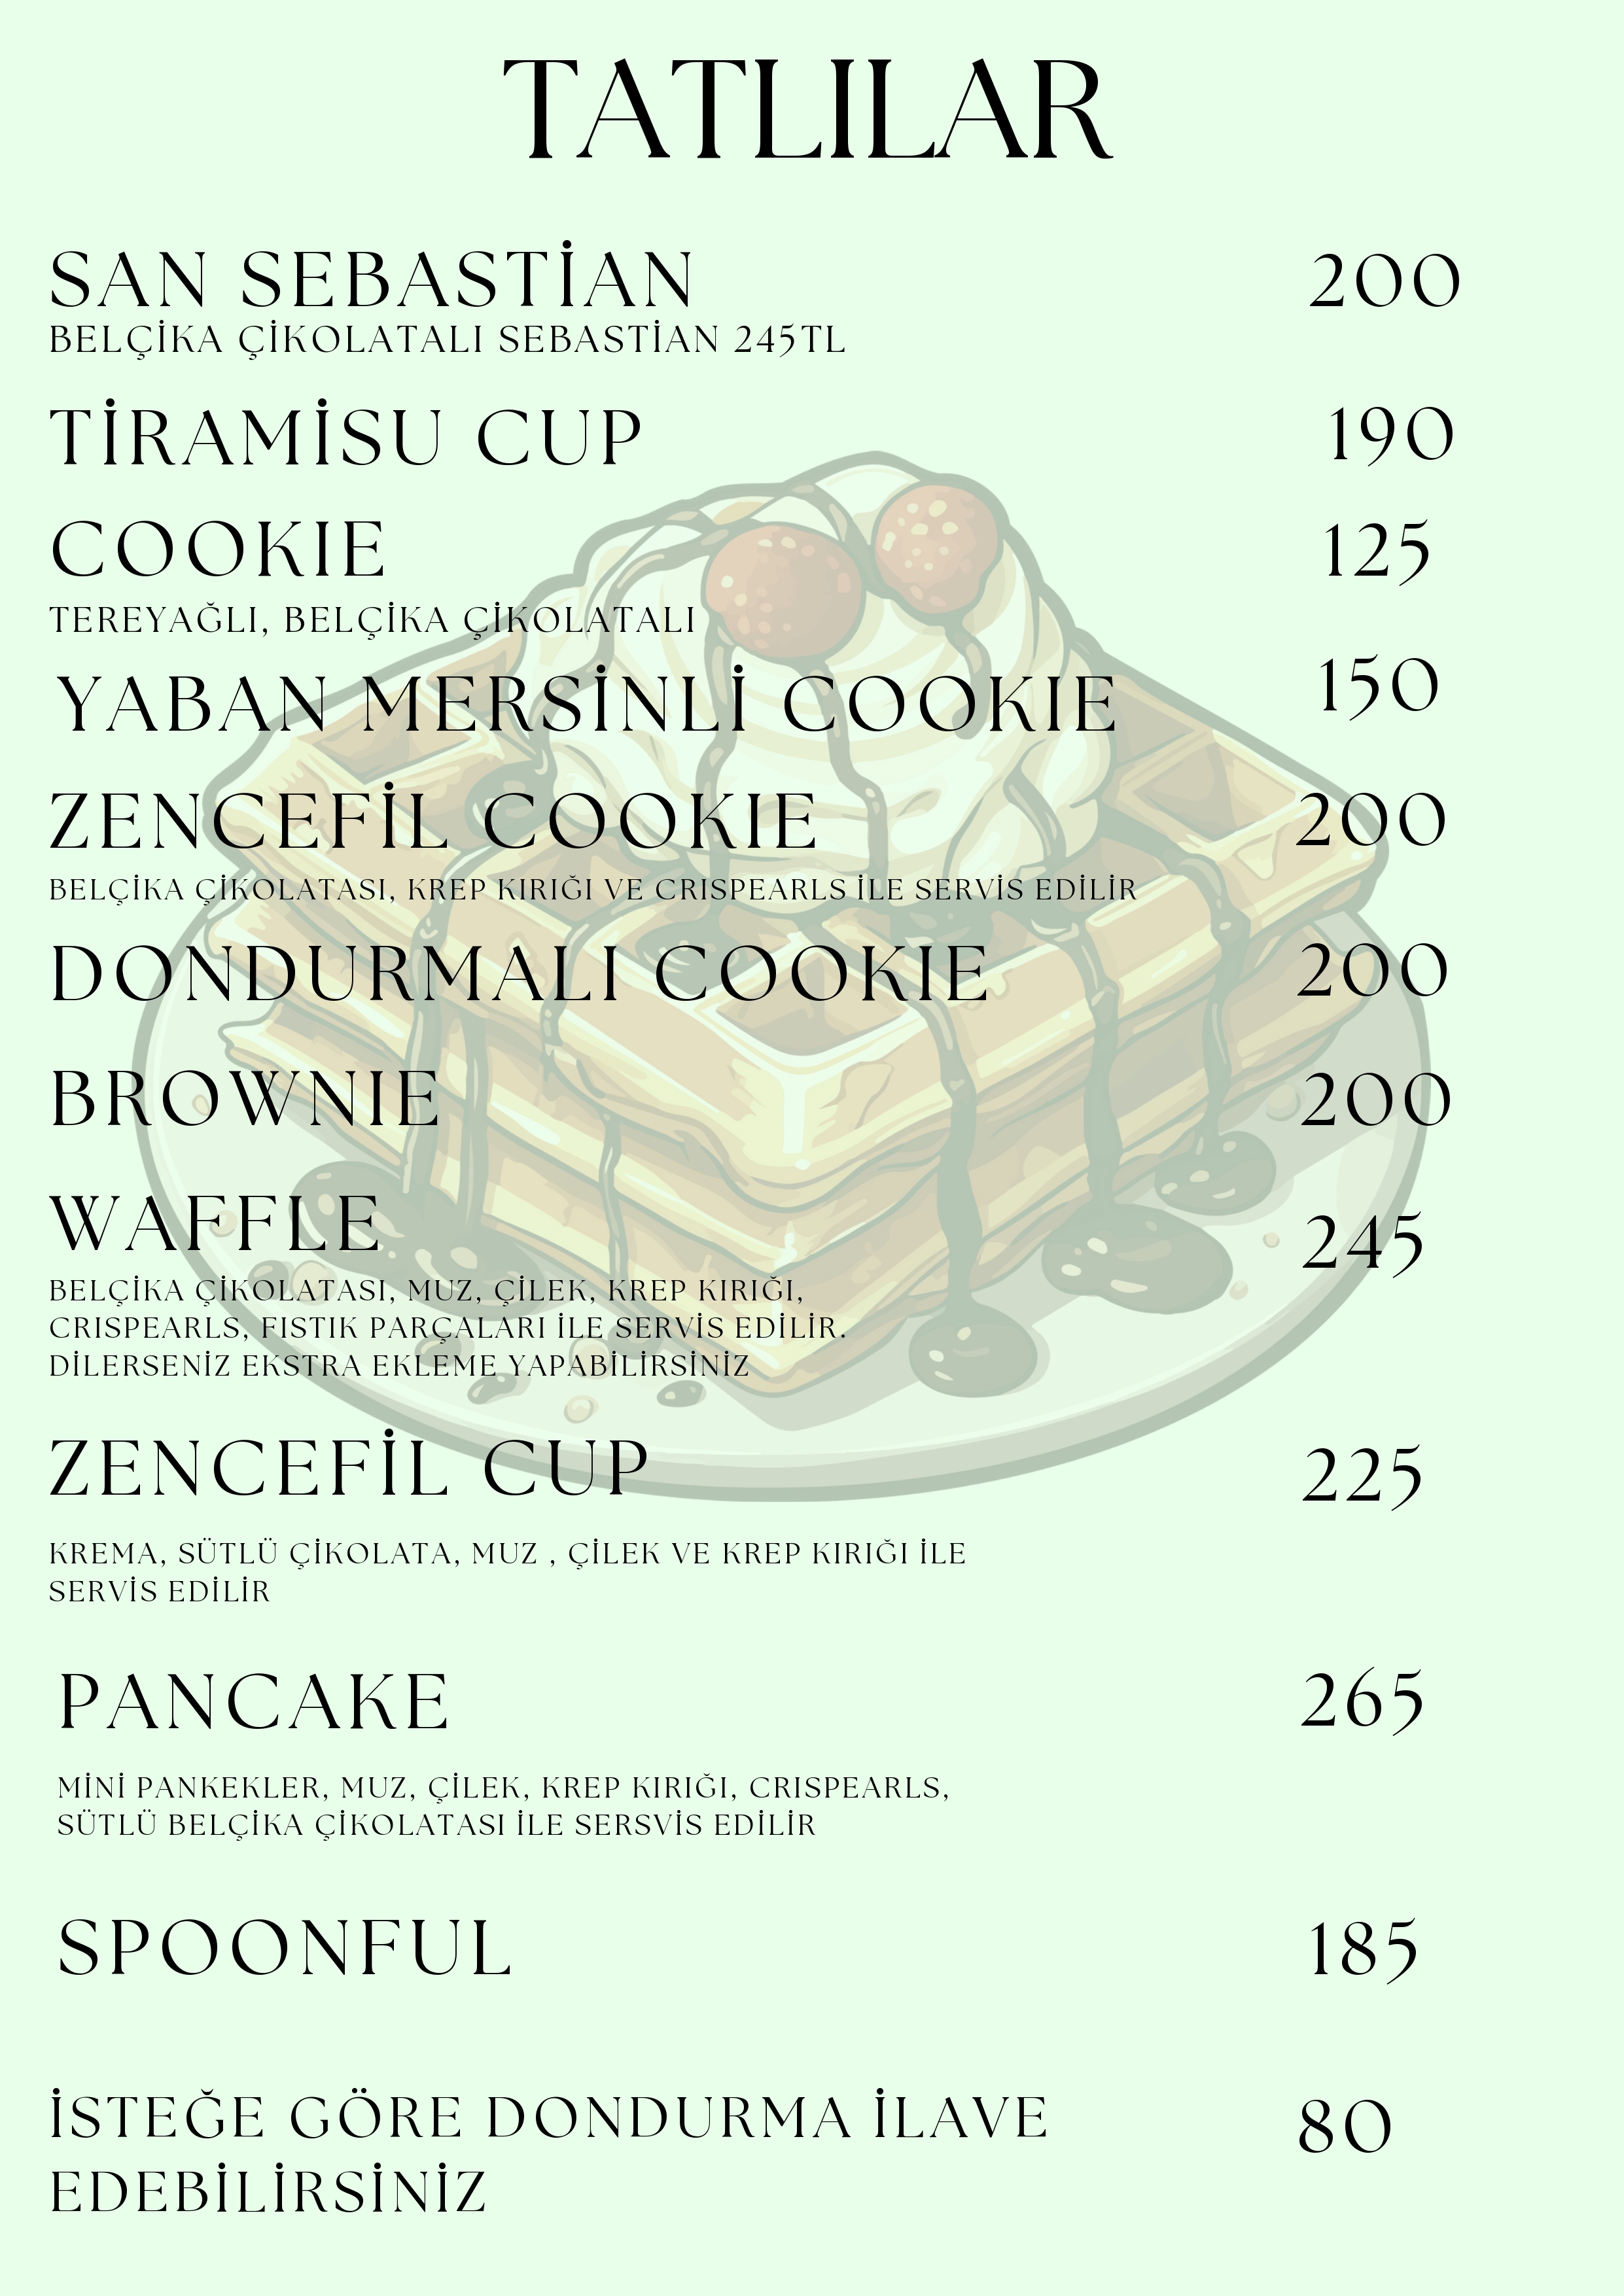 TATLILAR
SAN SEBASTİAN 200
BELÇİKA ÇİKOLATALI SEBASTİAN 245TL
TİRAMİSU CUP 190
COOKIE 125
TEREYAĞLI, BELÇİKA ÇİKOLATALI
YABAN MERSİNLİ COOKIE 150
ZENCEFİL COOKIE 200
BELÇİKA ÇİKOLATASI, KREP KIRIĞI VE CRISPEARLS İLE SERVİS EDİLİR
DONDURMALI COOKIE 200
BROWNIE 200
WAFFLE 245
BELÇİKA ÇİKOLATASI, MUZ, ÇİLEK, KREP KIRIĞI,
CRISPEARLS, FISTIK PARÇALARI İLE SERVİS EDİLİR.
DİLERSENİZ EKSTRA EKLEME YAPABİLİRSİNİZ
ZENCEFİL CUP 225
KREMA, SÜTLÜ ÇİKOLATA, MUZ , ÇİLEK VE KREP KIRIĞI İLE
SERVİS EDİLİR
PANCAKE 265
MİNİ PANKEKLER, MUZ, ÇİLEK, KREP KIRIĞI, CRISPEARLS,
SÜTLÜ BELÇİKA ÇİKOLATASI İLE SERSVİS EDİLİR
SPOONFUL 185
İSTEĞE GÖRE DONDURMA İLAVE 80
EDEBİLİRSİNİZ